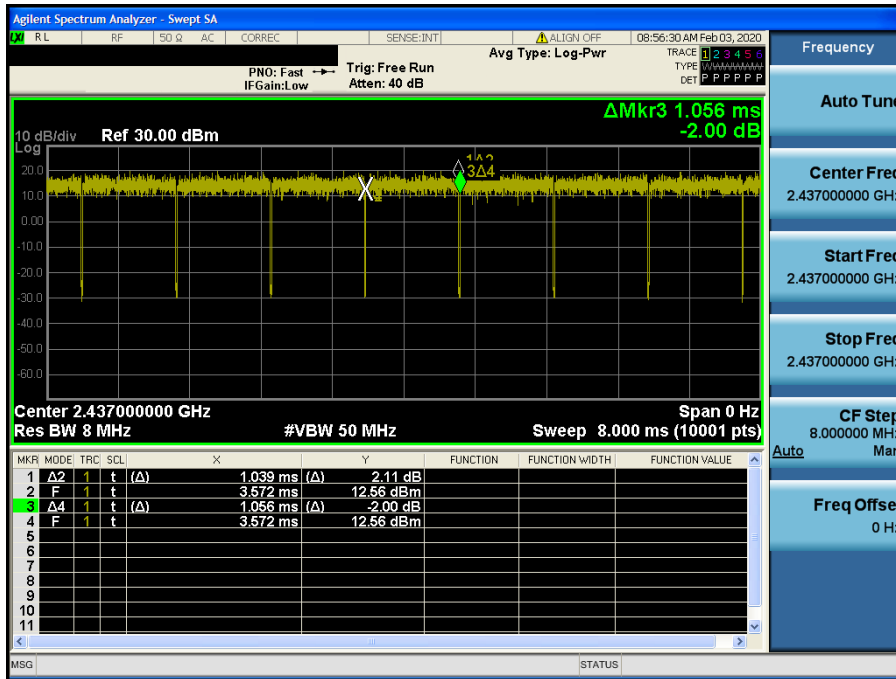 Agilent Spectrum Analyzer - Swept SA
LXI RL RF 50 Ω AC CORREC SENSE:INT ALIGN OFF 08:56:30 AM Feb 03, 2020
Avg Type: Log-Pwr TRACE 1 2 3 4 5 6
PNO: Fast Trig: Free Run TYPE WWWWWW
IFGain:Low Atten: 40 dB DET P P P P P P
ΔMkr3 1.056 ms
10 dB/div Ref 30.00 dBm -2.00 dB
Log
20.0
10.0
0.00
-10.0
-20.0
-30.0
-40.0
-50.0
-60.0
1Δ2
3Δ4
Center 2.437000000 GHz Span 0 Hz
Res BW 8 MHz #VBW 50 MHz Sweep 8.000 ms (10001 pts)
MKR MODE TRC SCL X Y FUNCTION FUNCTION WIDTH FUNCTION VALUE
1 Δ2 1 t (Δ) 1.039 ms (Δ) 2.11 dB
2 F 1 t 3.572 ms 12.56 dBm
3 Δ4 1 t (Δ) 1.056 ms (Δ) -2.00 dB
4 F 1 t 3.572 ms 12.56 dBm
5
6
7
8
9
10
11
MSG STATUS
Frequency
Auto Tune
Center Freq
2.437000000 GHz
Start Freq
2.437000000 GHz
Stop Freq
2.437000000 GHz
CF Step
8.000000 MHz
Auto Man
Freq Offset
0 Hz